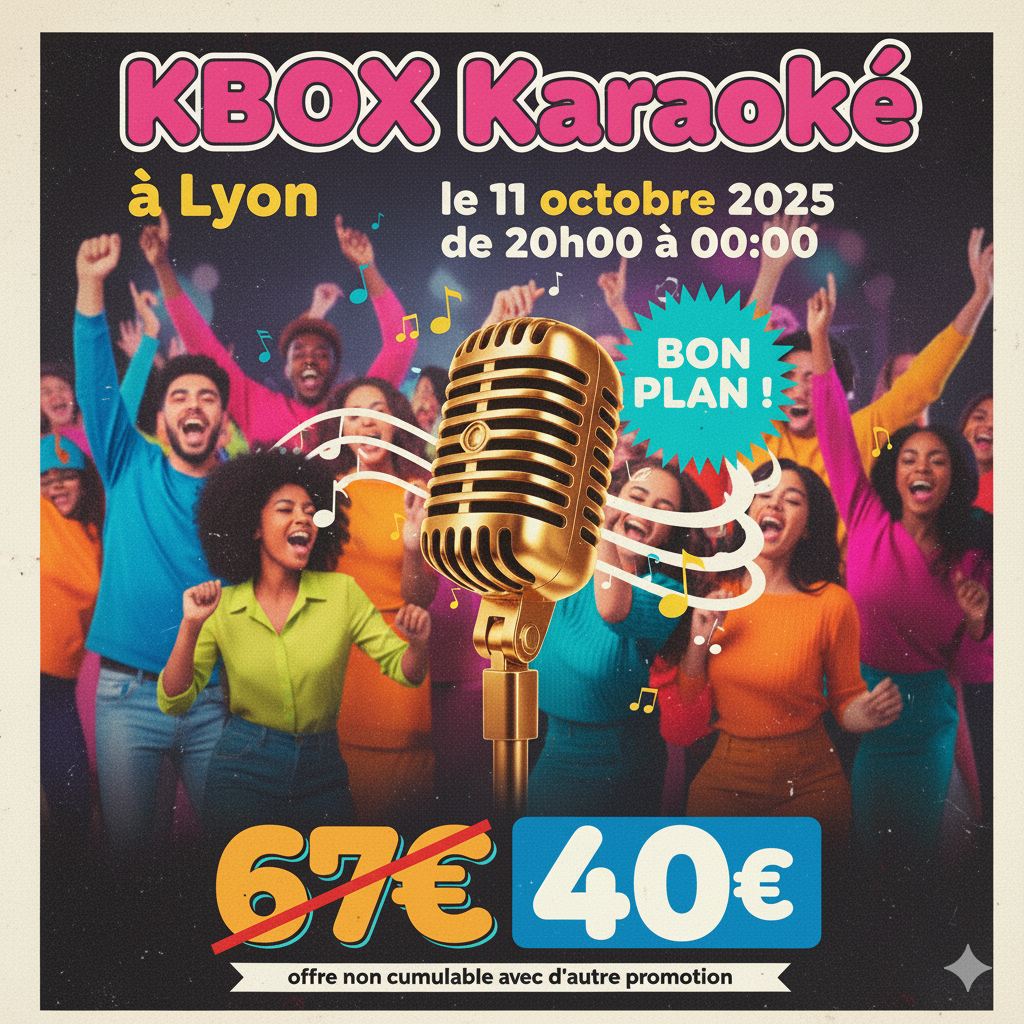 KBOX Karaoké
à Lyon
le 11 octobre 2025
de 20h00 à 00:00
BON
PLAN !
67€ 40€
offre non cumulable avec d'autre promotion